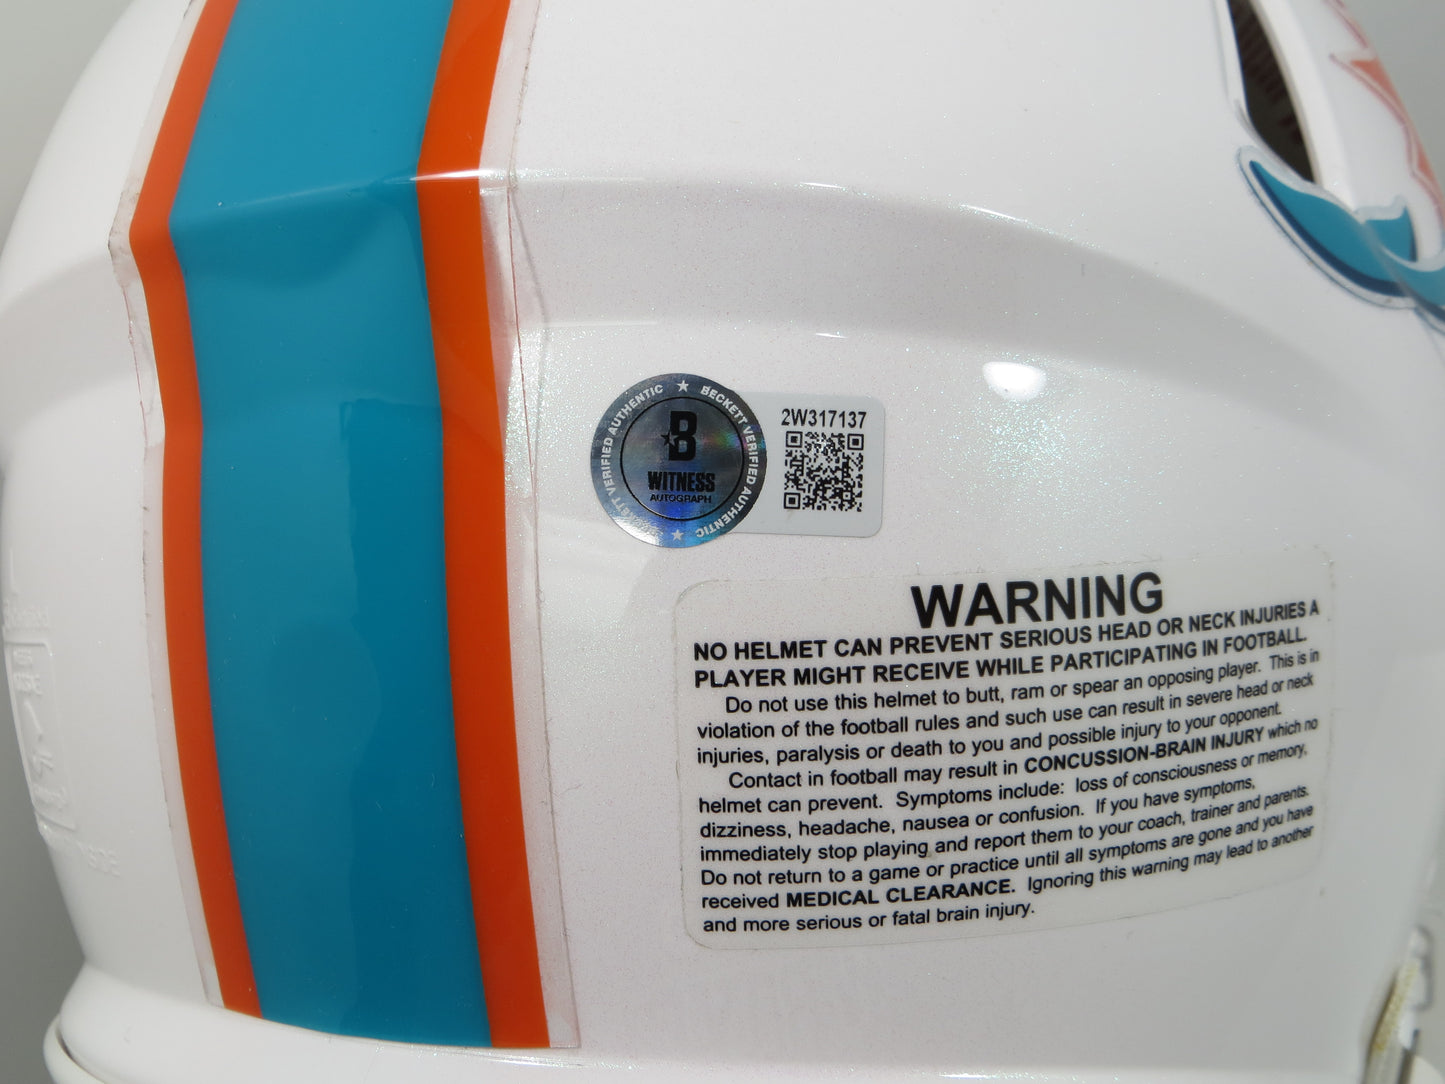 BECKETT VERIFIED AUTHENTIC ★ BECKETT VERIFIED AUTHENTIC ★
B
WITNESS
AUTOGRAPH
2W317137
WARNING
NO HELMET CAN PREVENT SERIOUS HEAD OR NECK INJURIES A
PLAYER MIGHT RECEIVE WHILE PARTICIPATING IN FOOTBALL.
Do not use this helmet to butt, ram or spear an opposing player. This is in
violation of the football rules and such use can result in severe head or neck
injuries, paralysis or death to you and possible injury to your opponent.
Contact in football may result in CONCUSSION-BRAIN INJURY which no
helmet can prevent. Symptoms include: loss of consciousness or memory,
dizziness, headache, nausea or confusion. If you have symptoms,
immediately stop playing and report them to your coach, trainer and parents.
Do not return to a game or practice until all symptoms are gone and you have
received MEDICAL CLEARANCE. Ignoring this warning may lead to another
and more serious or fatal brain injury.